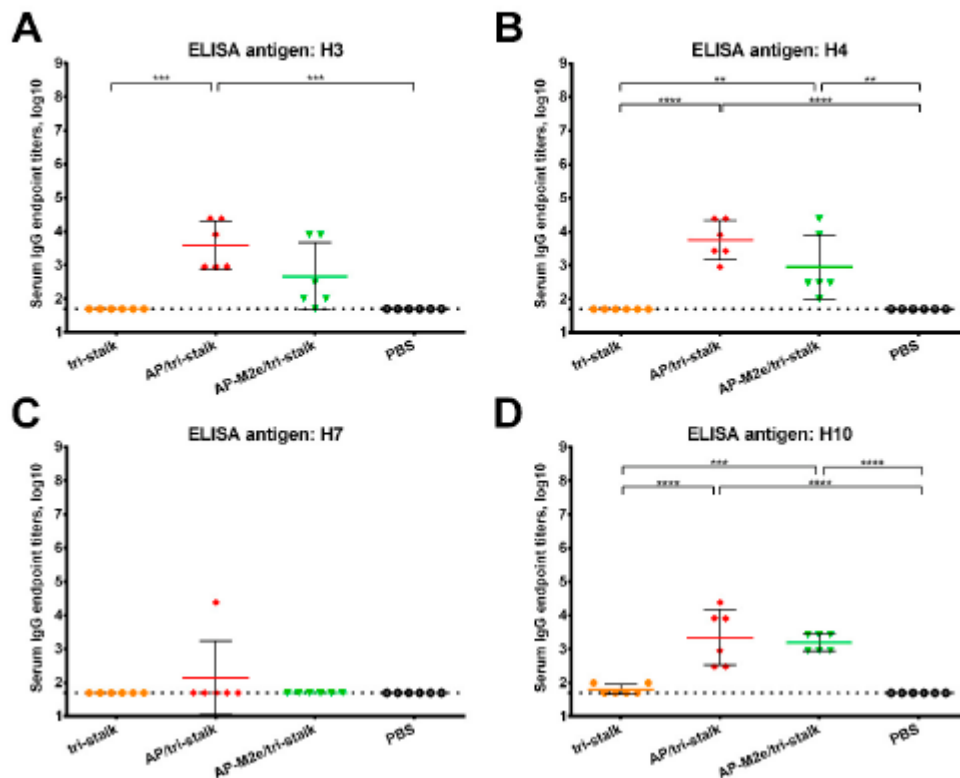 A
ELISA antigen: H3
*** ***
Serum IgG endpoint titers, log10
9
8
7
6
5
4
3
2
1
tri-stalk
AP/tri-stalk
AP-M2e/tri-stalk
PBS
B
ELISA antigen: H4
** **
**** ****
Serum IgG endpoint titers, log10
9
8
7
6
5
4
3
2
1
tri-stalk
AP/tri-stalk
AP-M2e/tri-stalk
PBS
C
ELISA antigen: H7
Serum IgG endpoint titers, log10
9
8
7
6
5
4
3
2
1
tri-stalk
AP/tri-stalk
AP-M2e/tri-stalk
PBS
D
ELISA antigen: H10
*** ****
**** ****
Serum IgG endpoint titers, log10
9
8
7
6
5
4
3
2
1
tri-stalk
AP/tri-stalk
AP-M2e/tri-stalk
PBS